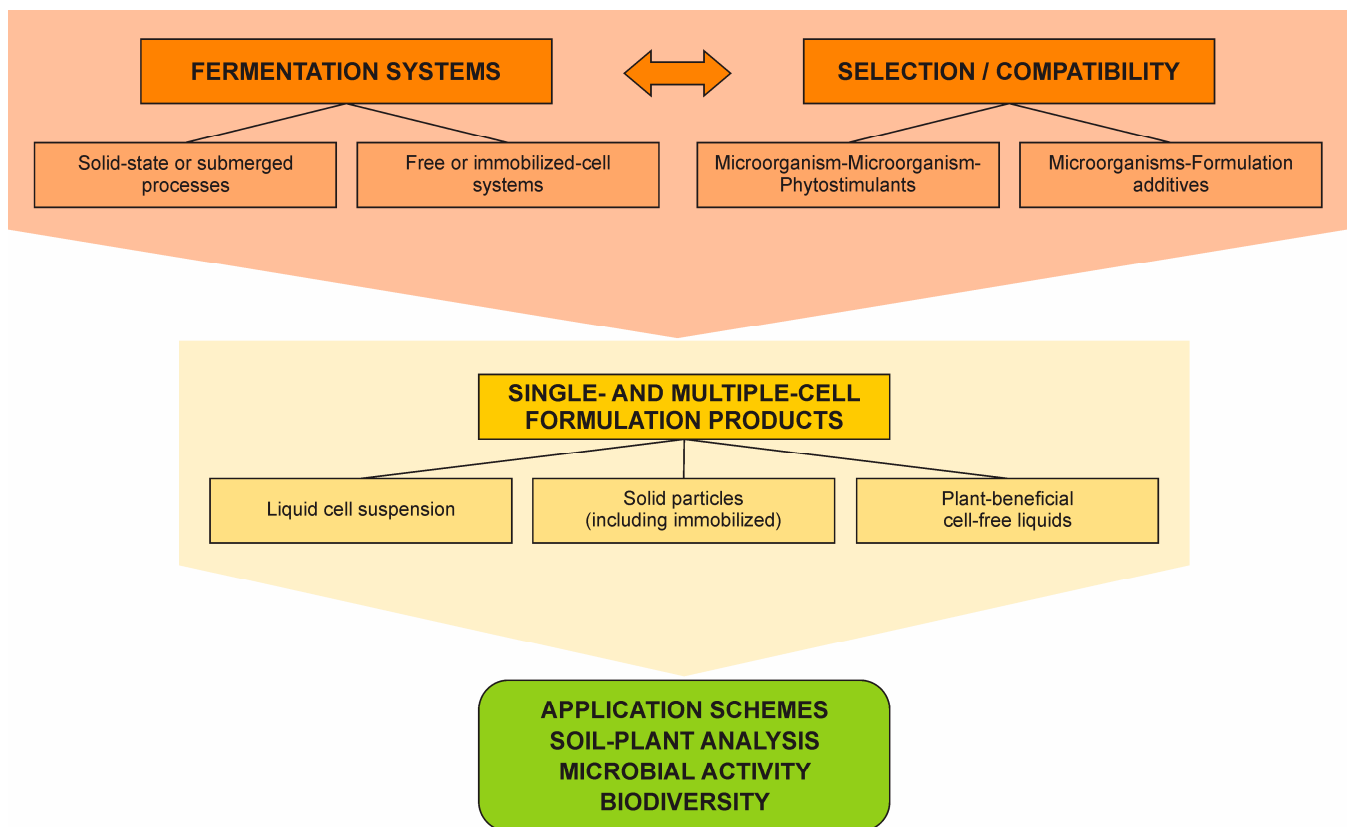 FERMENTATION SYSTEMS
SELECTION / COMPATIBILITY
Solid-state or submerged
processes
Free or immobilized-cell
systems
Microorganism-Microorganism-
Phytostimulants
Microorganisms-Formulation
additives
SINGLE- AND MULTIPLE-CELL
FORMULATION PRODUCTS
Liquid cell suspension
Solid particles
(including immobilized)
Plant-beneficial
cell-free liquids
APPLICATION SCHEMES
SOIL-PLANT ANALYSIS
MICROBIAL ACTIVITY
BIODIVERSITY